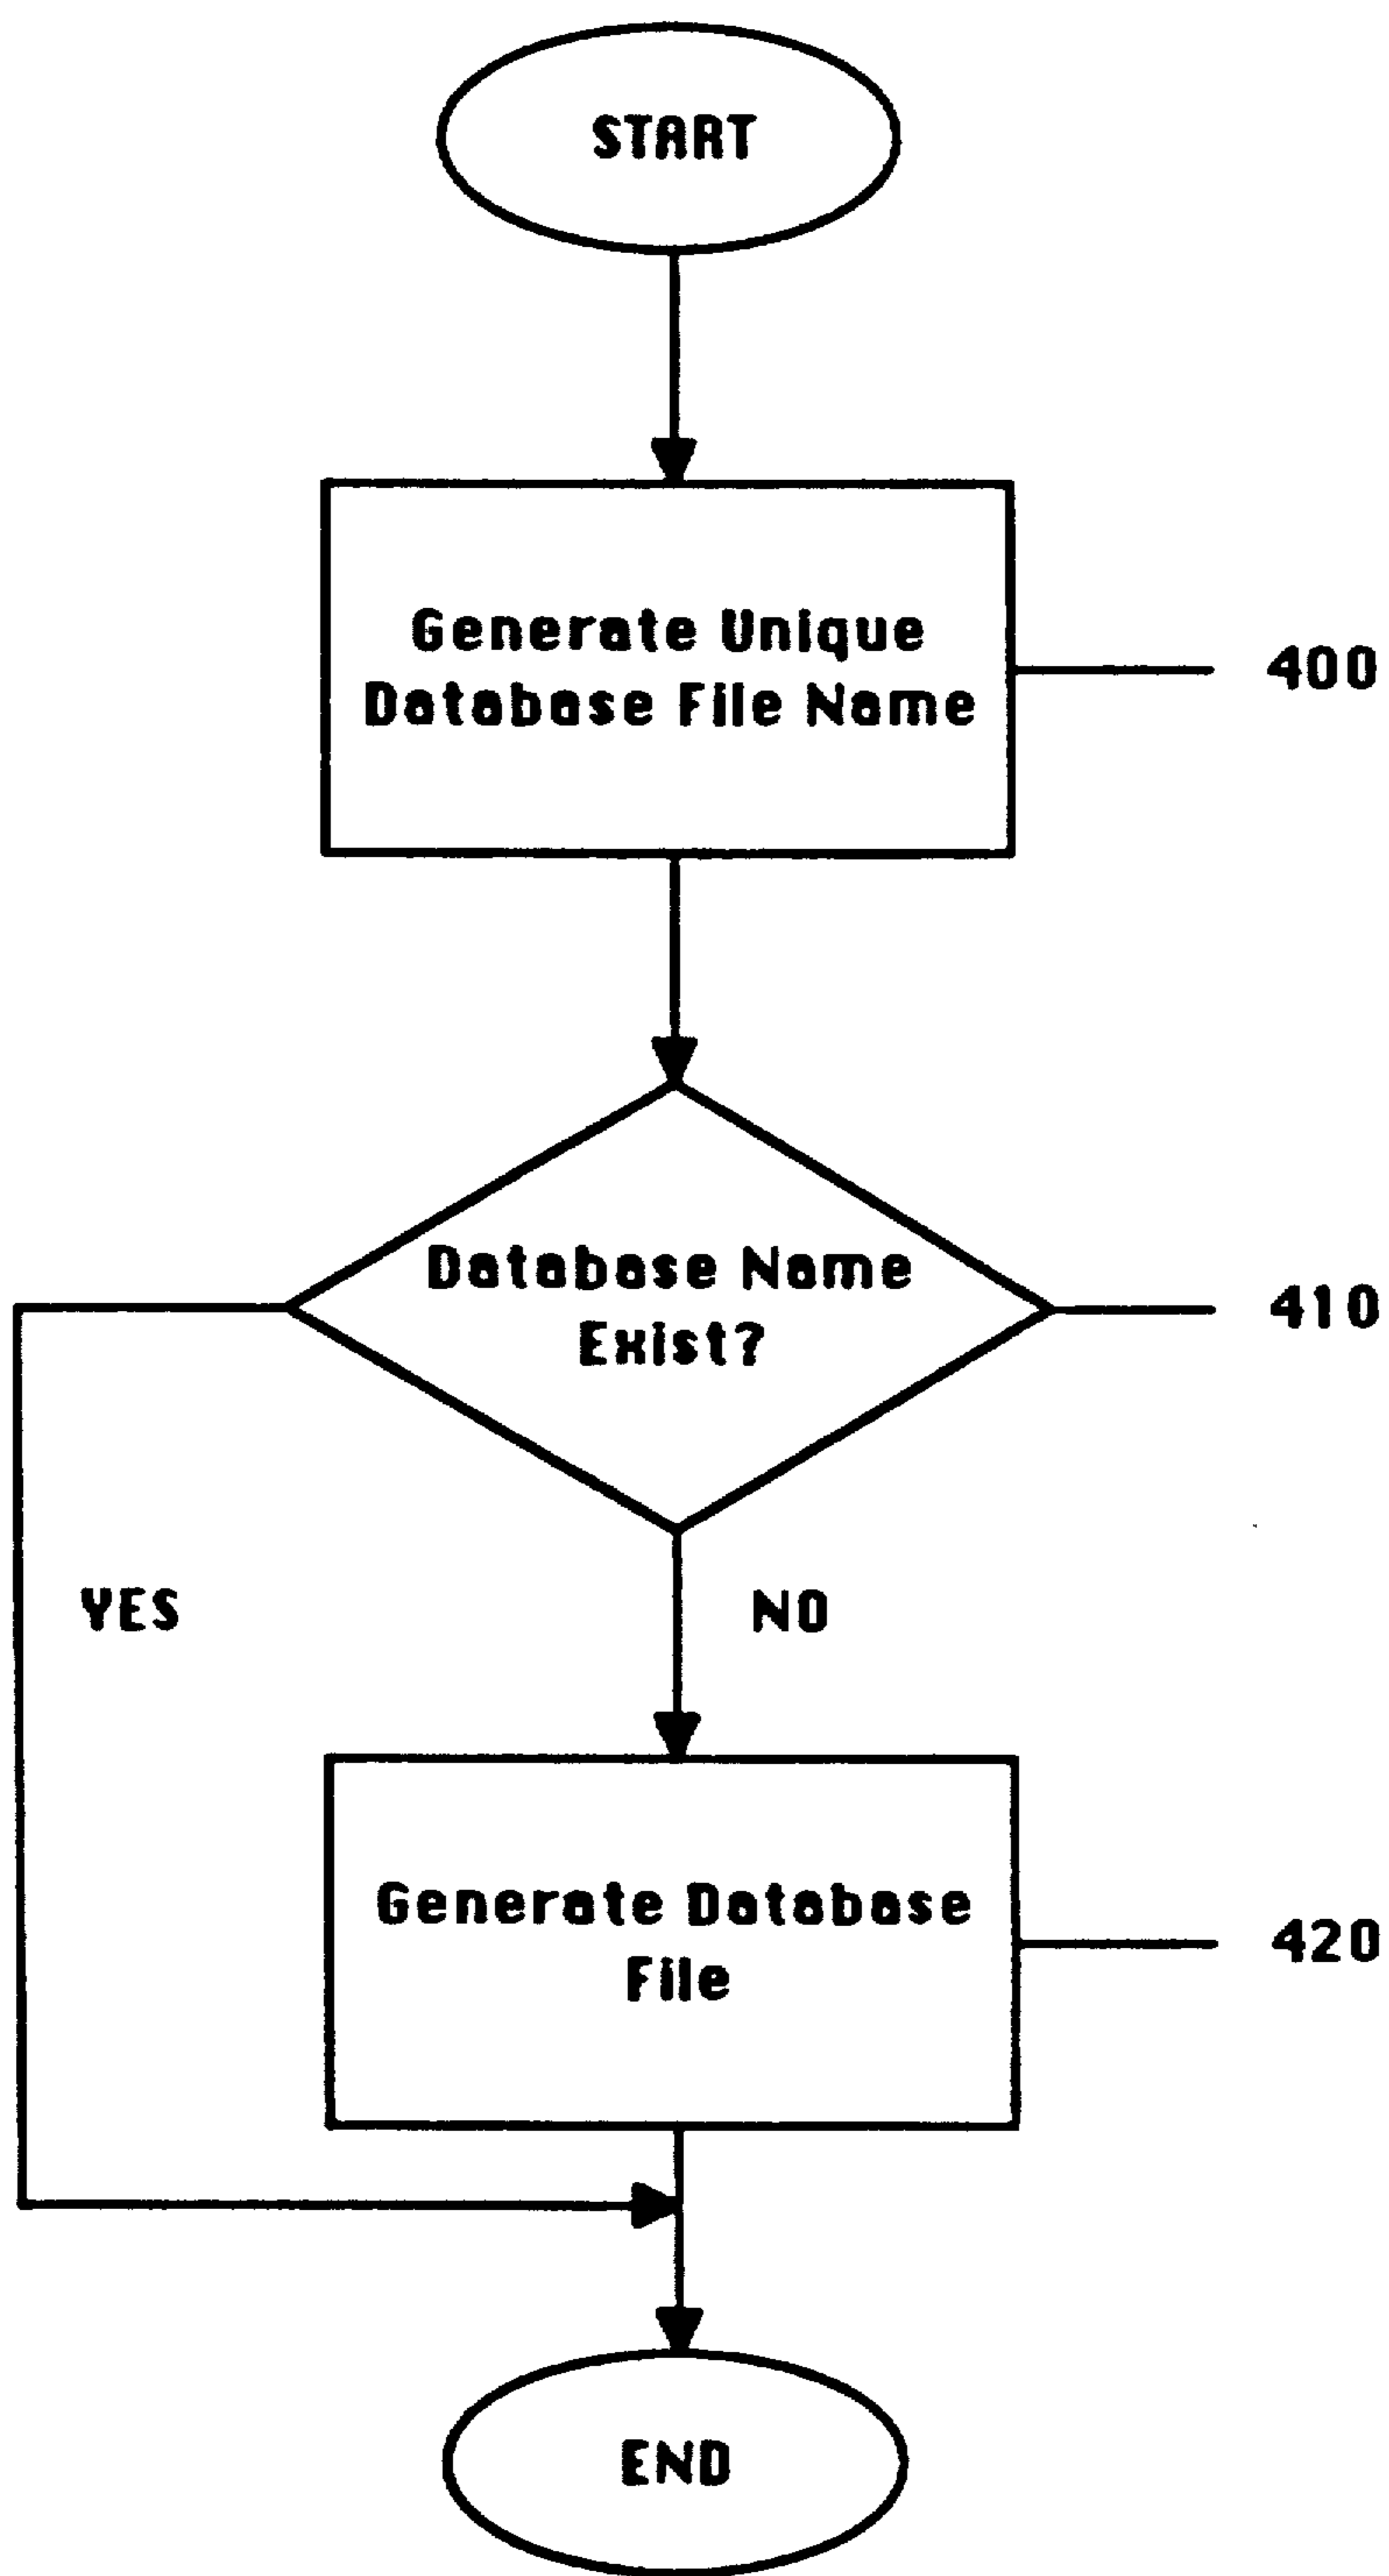 START
Generate Unique
Database File Name
400
Database Name
Exist?
410
YES
NO
Generate Database
File
420
END